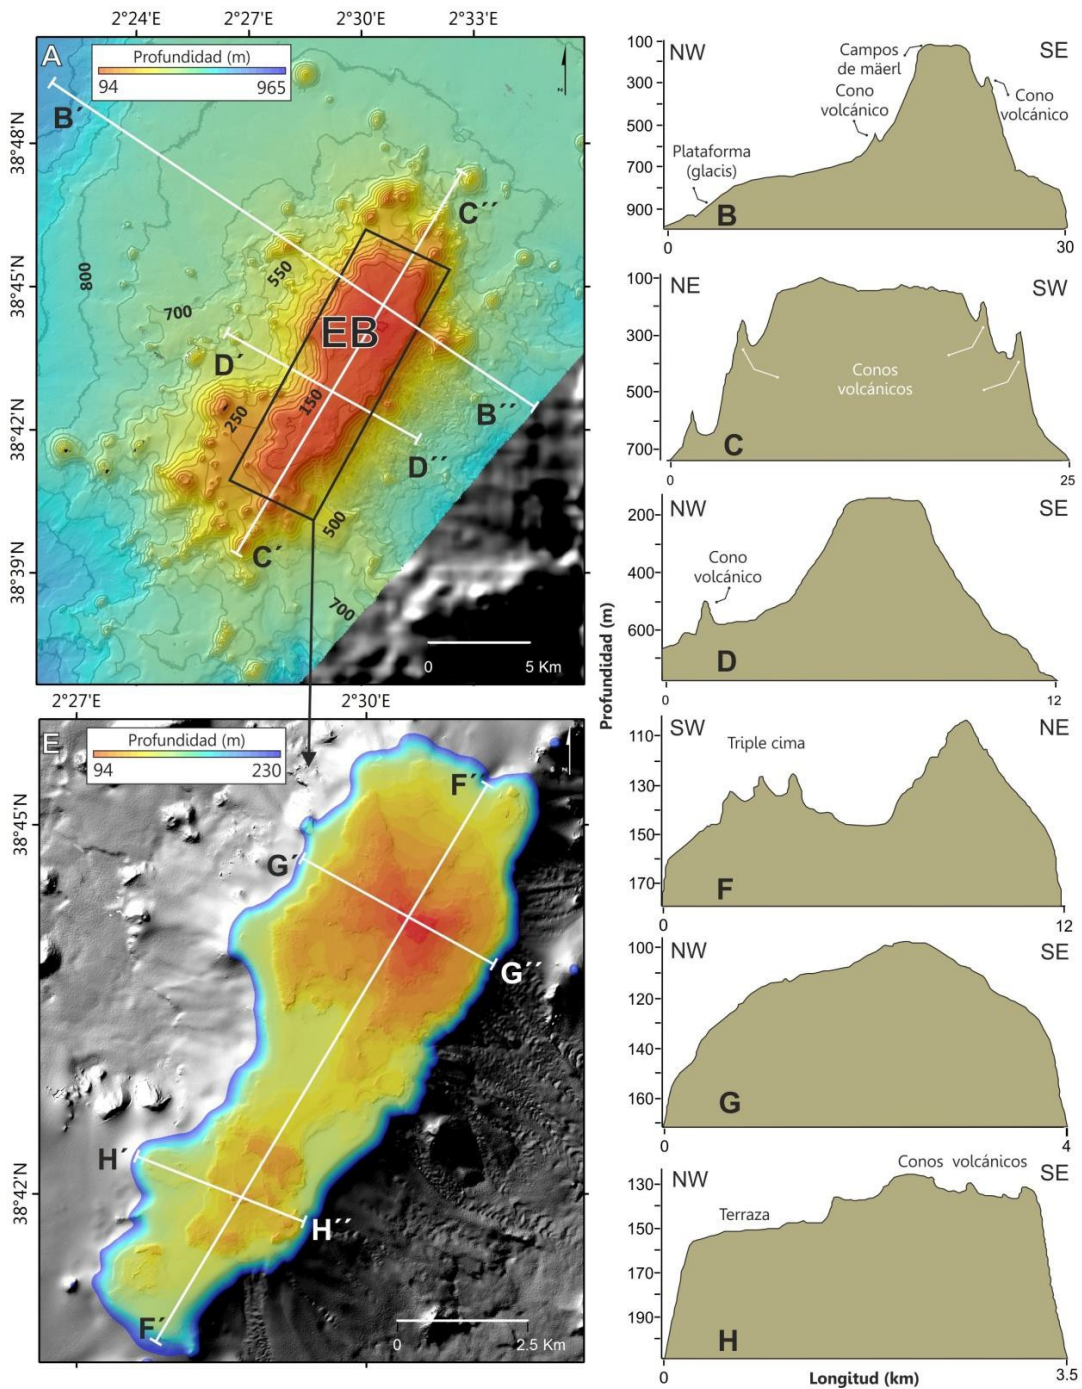 2°24'E 2°27'E 2°30'E 2°33'E
A
Profundidad (m)
94 965
z
B´
C´´
38°48'N
38°45'N
38°42'N
38°39'N
800
700
550
EB
D´
250
150
B´´
D´´
500
C´
700
0 5 Km
2°27'E 2°30'E
E
Profundidad (m)
94 230
z
F´´
38°45'N
G´
G´´
H´
38°42'N
H´´
F´
0 2.5 Km
Profundidad (m)
NW SE
100
300
500
700
900
Campos
de mäerl
Cono
volcánico
Cono
volcánico
Plataforma
(glacis)
B
0 30
NE SW
100
300
500
700
Conos
volcánicos
C
0 25
NW SE
200
400
600
Cono
volcánico
D
0 12
SW NE
110
130
150
170
Triple cima
F
0 12
NW SE
100
120
140
160
G
0 4
NW SE
130
150
170
190
Conos volcánicos
Terraza
H
0 3.5
Longitud (km)